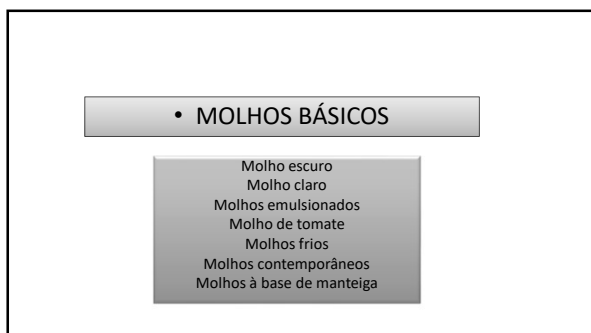 • MOLHOS BÁSICOS
Molho escuro
Molho claro
Molhos emulsionados
Molho de tomate
Molhos frios
Molhos contemporâneos
Molhos à base de manteiga